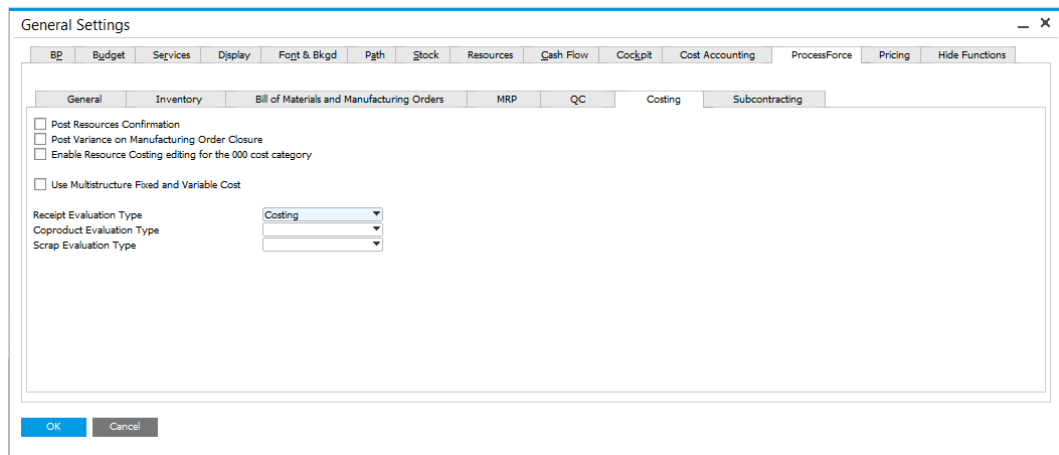 General Settings
BP Budget Services Display Font & Bkgd Path Stock Resources Cash Flow Cockpit Cost Accounting ProcessForce Pricing Hide Functions
General Inventory Bill of Materials and Manufacturing Orders MRP QC Costing Subcontracting
Post Resources Confirmation
Post Variance on Manufacturing Order Closure
Enable Resource Costing editing for the 000 cost category
Use Multistructure Fixed and Variable Cost
Receipt Evaluation Type Costing
Coproduct Evaluation Type
Scrap Evaluation Type
OK Cancel